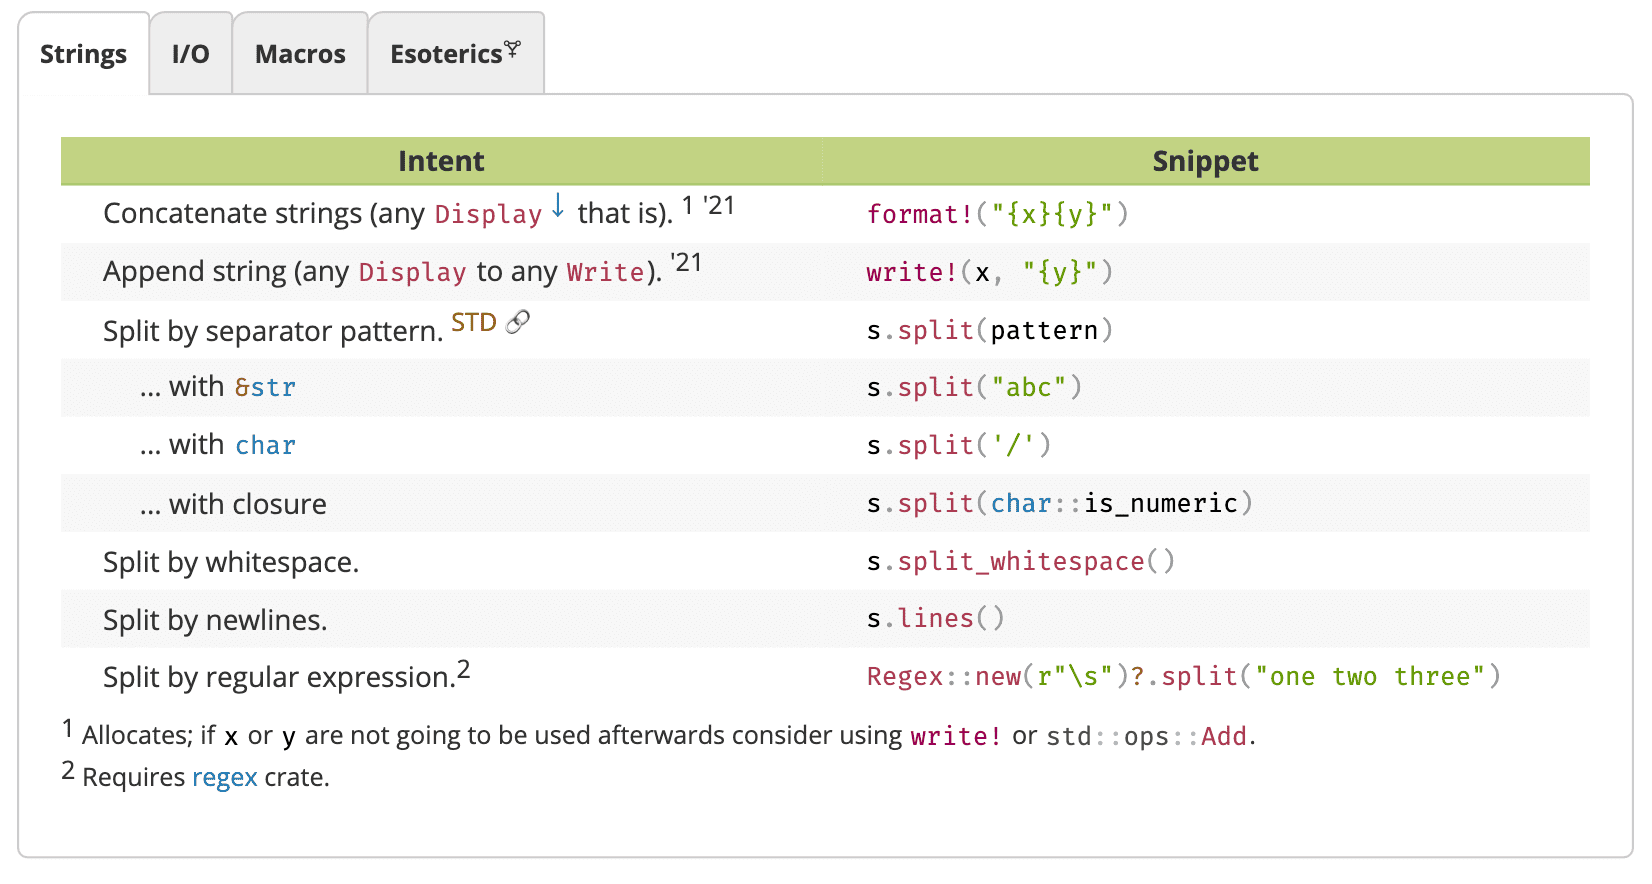 Strings I/O Macros Esoterics
Intent Snippet
Concatenate strings (any Display ↓ that is). 1 '21 format!("{x}{y}")
Append string (any Display to any Write). '21 write!(x, "{y}")
Split by separator pattern. STD 🔗 s.split(pattern)
... with &str s.split("abc")
... with char s.split('/')
... with closure s.split(char::is_numeric)
Split by whitespace. s.split_whitespace()
Split by newlines. s.lines()
Split by regular expression.2 Regex::new(r"\s")?.split("one two three")
1 Allocates; if x or y are not going to be used afterwards consider using write! or std::ops::Add.
2 Requires regex crate.